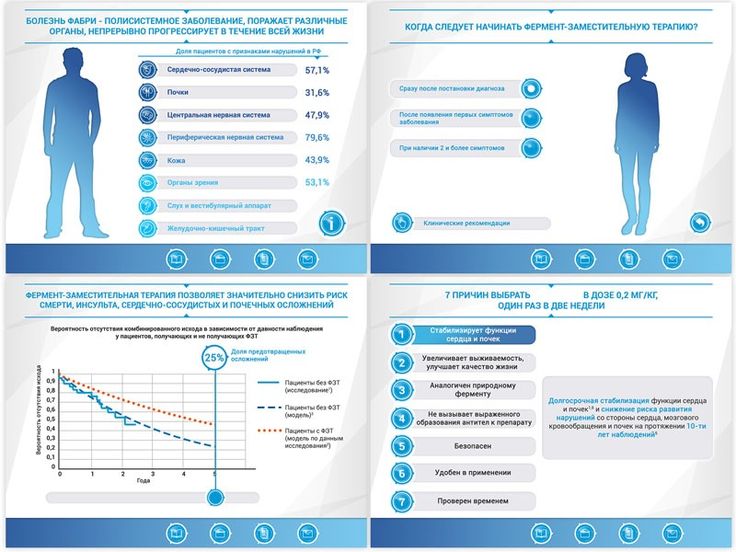 БОЛЕЗНЬ ФАБРИ - ПОЛИСИСТЕМНОЕ ЗАБОЛЕВАНИЕ, ПОРАЖАЕТ РАЗЛИЧНЫЕ
ОРГАНЫ, НЕПРЕРЫВНО ПРОГРЕССИРУЕТ В ТЕЧЕНИЕ ВСЕЙ ЖИЗНИ
Доля пациентов с признаками нарушений в РФ
Сердечно-сосудистая система 57,1%
Почки 31,6%
Центральная нервная система 47,9%
Периферическая нервная система 79,6%
Кожа 43,9%
Органы зрения 53,1%
Слух и вестибулярный аппарат
Желудочно-кишечный тракт
i
КОГДА СЛЕДУЕТ НАЧИНАТЬ ФЕРМЕНТ-ЗАМЕСТИТЕЛЬНУЮ ТЕРАПИЮ?
Сразу после постановки диагноза
После появления первых симптомов
заболевания
При наличии 2 и более симптомов
Клинические рекомендации
ФЕРМЕНТ-ЗАМЕСТИТЕЛЬНАЯ ТЕРАПИЯ ПОЗВОЛЯЕТ ЗНАЧИТЕЛЬНО СНИЗИТЬ РИСК
СМЕРТИ, ИНСУЛЬТА, СЕРДЕЧНО-СОСУДИСТЫХ И ПОЧЕЧНЫХ ОСЛОЖНЕНИЙ
Вероятность отсутствия комбинированного исхода в зависимости от давности наблюдения
у пациентов, получающих и не получающих ФЗТ
25%
Доля предотвращенных
осложнений
Вероятность отсутствия исхода
1
0,9
0,8
0,7
0,6
0,5
0,4
0,3
0,2
0,1
0
0 1 2 3 4 5
Года
Пациенты без ФЗТ
(исследование¹)
Пациенты без ФЗТ
(модель)²
Пациенты с ФЗТ
(модель по данным
исследования²)
7 ПРИЧИН ВЫБРАТЬ В ДОЗЕ 0,2 МГ/КГ,
ОДИН РАЗ В ДВЕ НЕДЕЛИ
1 Стабилизирует функции
сердца и почек
2 Увеличивает выживаемость,
улучшает качество жизни
3 Аналогичен природному
ферменту
4 Не вызывает выраженного
образования антител к препарату
5 Безопасен
6 Удобен в применении
7 Проверен временем
Долгосрочная стабилизация функции сердца
и почек и снижение риска развития
нарушений со стороны сердца, мозгового
кровообращения и почек на протяжении 10-ти
лет наблюдений